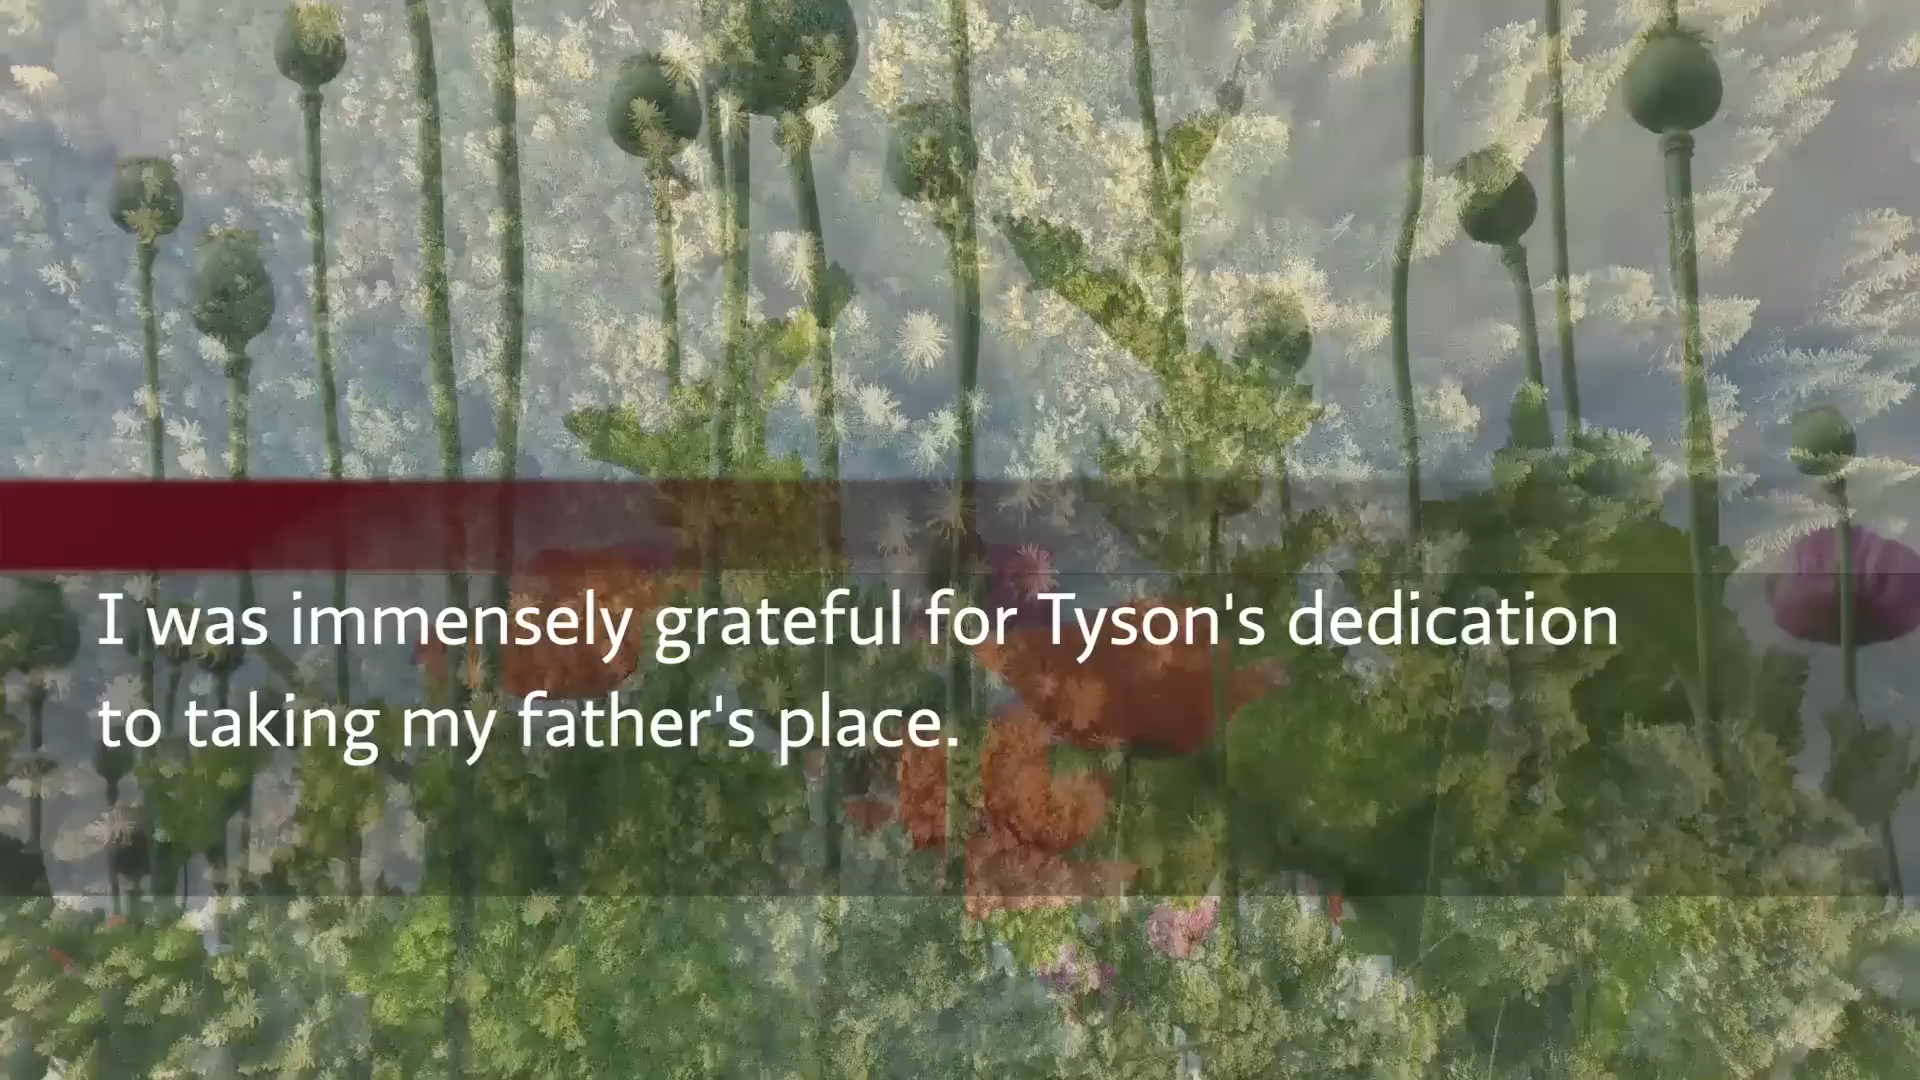 I was immensely grateful for Tyson's dedication
to taking my father's place.